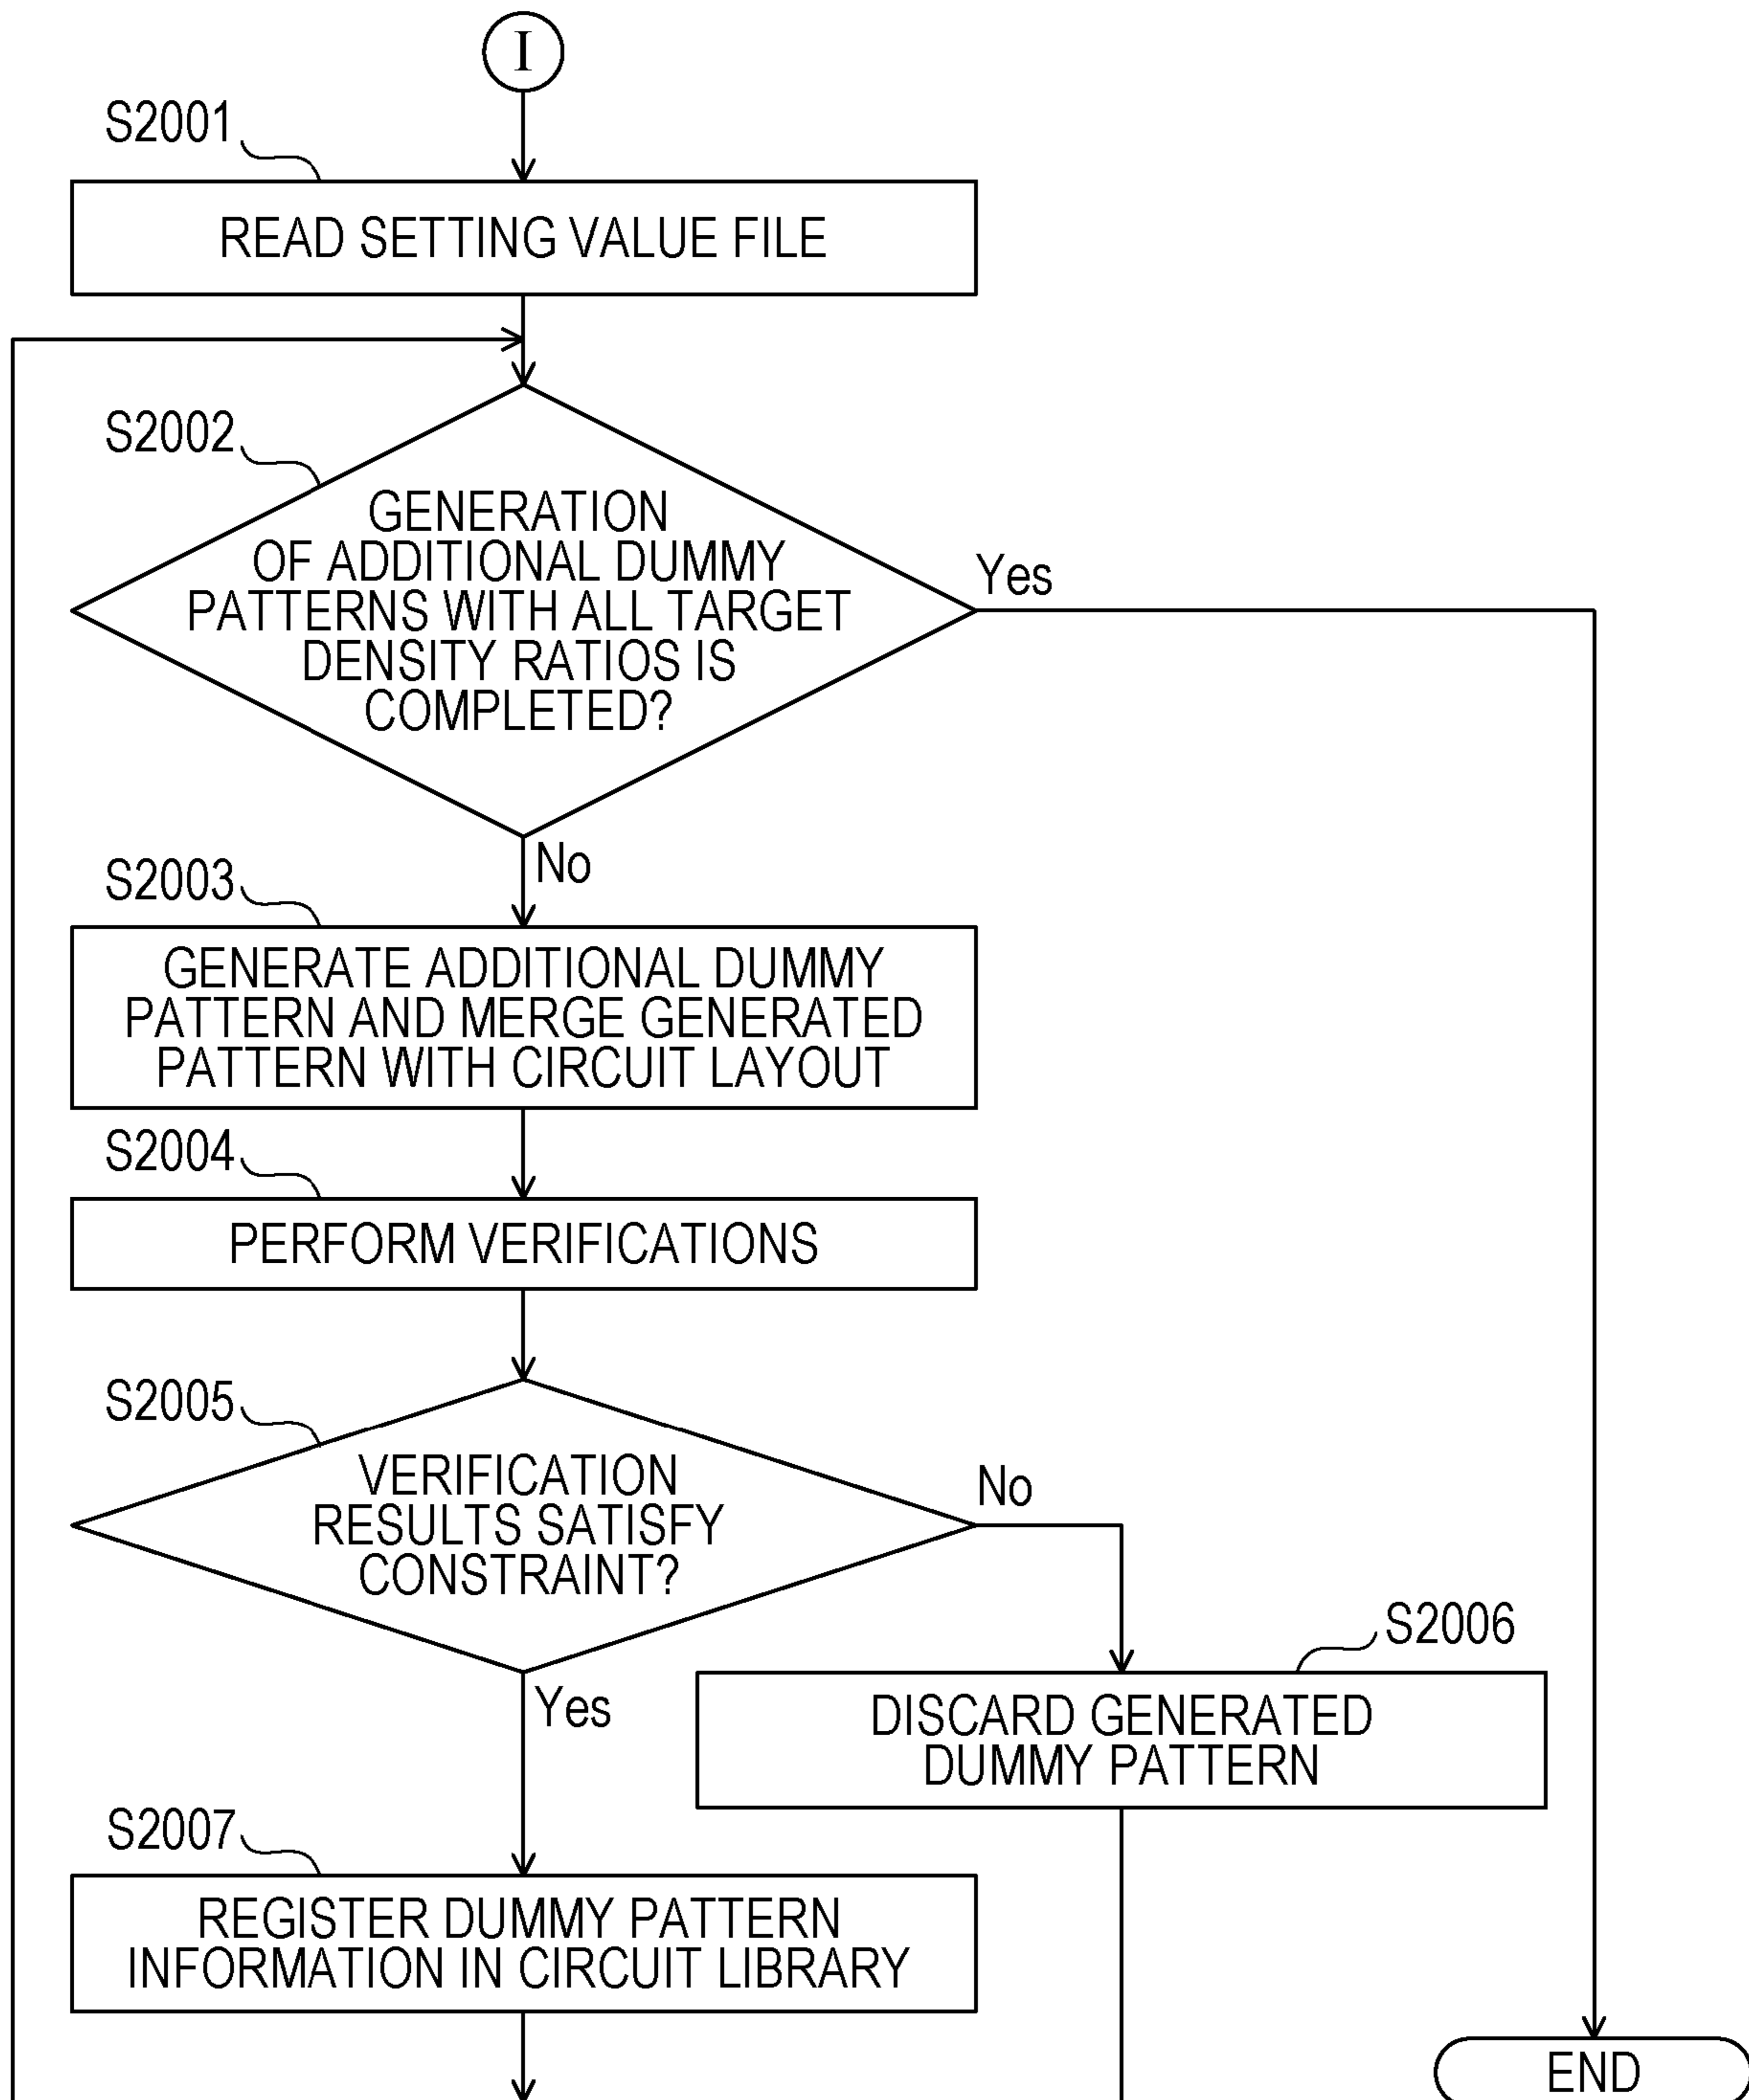 I
S2001
READ SETTING VALUE FILE
S2002
GENERATION
OF ADDITIONAL DUMMY
PATTERNS WITH ALL TARGET
DENSITY RATIOS IS
COMPLETED?
Yes
No
S2003
GENERATE ADDITIONAL DUMMY
PATTERN AND MERGE GENERATED
PATTERN WITH CIRCUIT LAYOUT
S2004
PERFORM VERIFICATIONS
S2005
VERIFICATION
RESULTS SATISFY
CONSTRAINT?
No
S2006
Yes
DISCARD GENERATED
DUMMY PATTERN
S2007
REGISTER DUMMY PATTERN
INFORMATION IN CIRCUIT LIBRARY
END